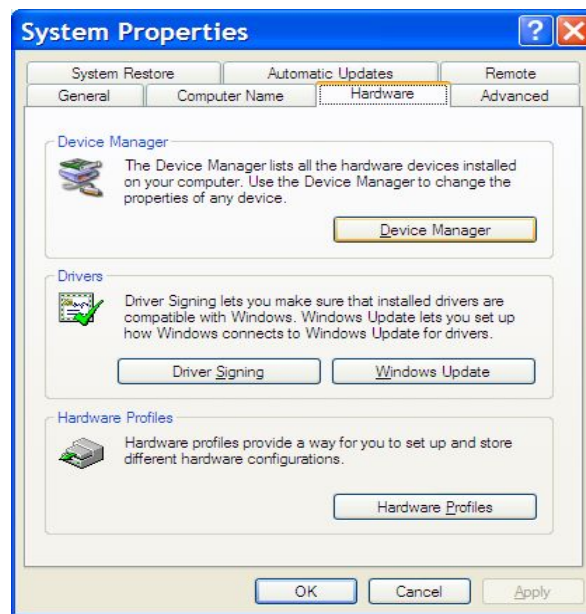 System Properties ?
System Restore Automatic Updates Remote
General Computer Name Hardware Advanced
Device Manager
The Device Manager lists all the hardware devices installed
on your computer. Use the Device Manager to change the
properties of any device.
Device Manager
Drivers
Driver Signing lets you make sure that installed drivers are
compatible with Windows. Windows Update lets you set up
how Windows connects to Windows Update for drivers.
Driver Signing Windows Update
Hardware Profiles
Hardware profiles provide a way for you to set up and store
different hardware configurations.
Hardware Profiles
OK Cancel Apply